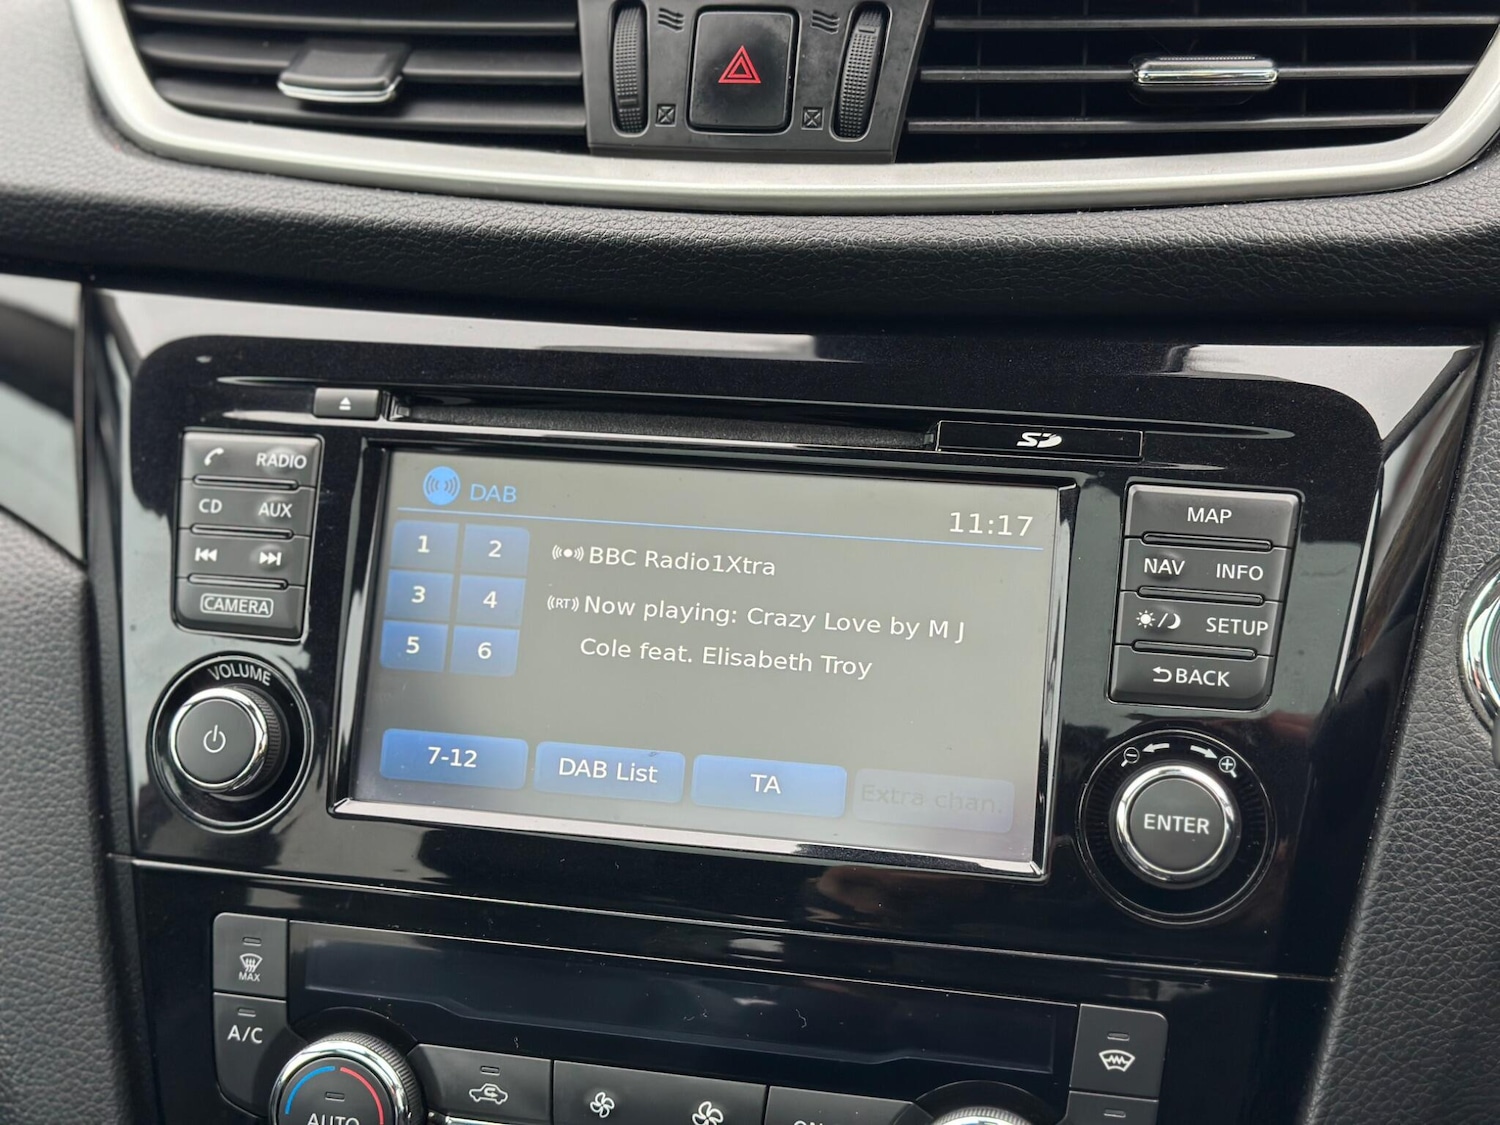 SD
RADIO
CD AUX
CAMERA
VOLUME
DAB
11:17
1 2
3 4
5 6
BBC Radio1Xtra
RT Now playing: Crazy Love by M J
Cole feat. Elisabeth Troy
7-12 DAB List TA Extra chan.
MAP
NAV INFO
SETUP
BACK
ENTER
MAX
A/C
AUTO